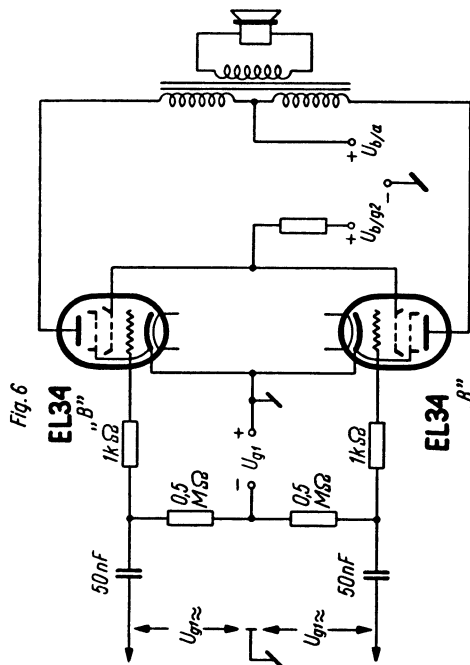 Fig. 6
EL34
„B”
1kΩ
50nF
0,5
MΩ
Ug1≈
- Ug1 +
Ug1≈
0,5
MΩ
50nF
1kΩ
EL34
B”
+ Ub/g2
-
+ Ub/a